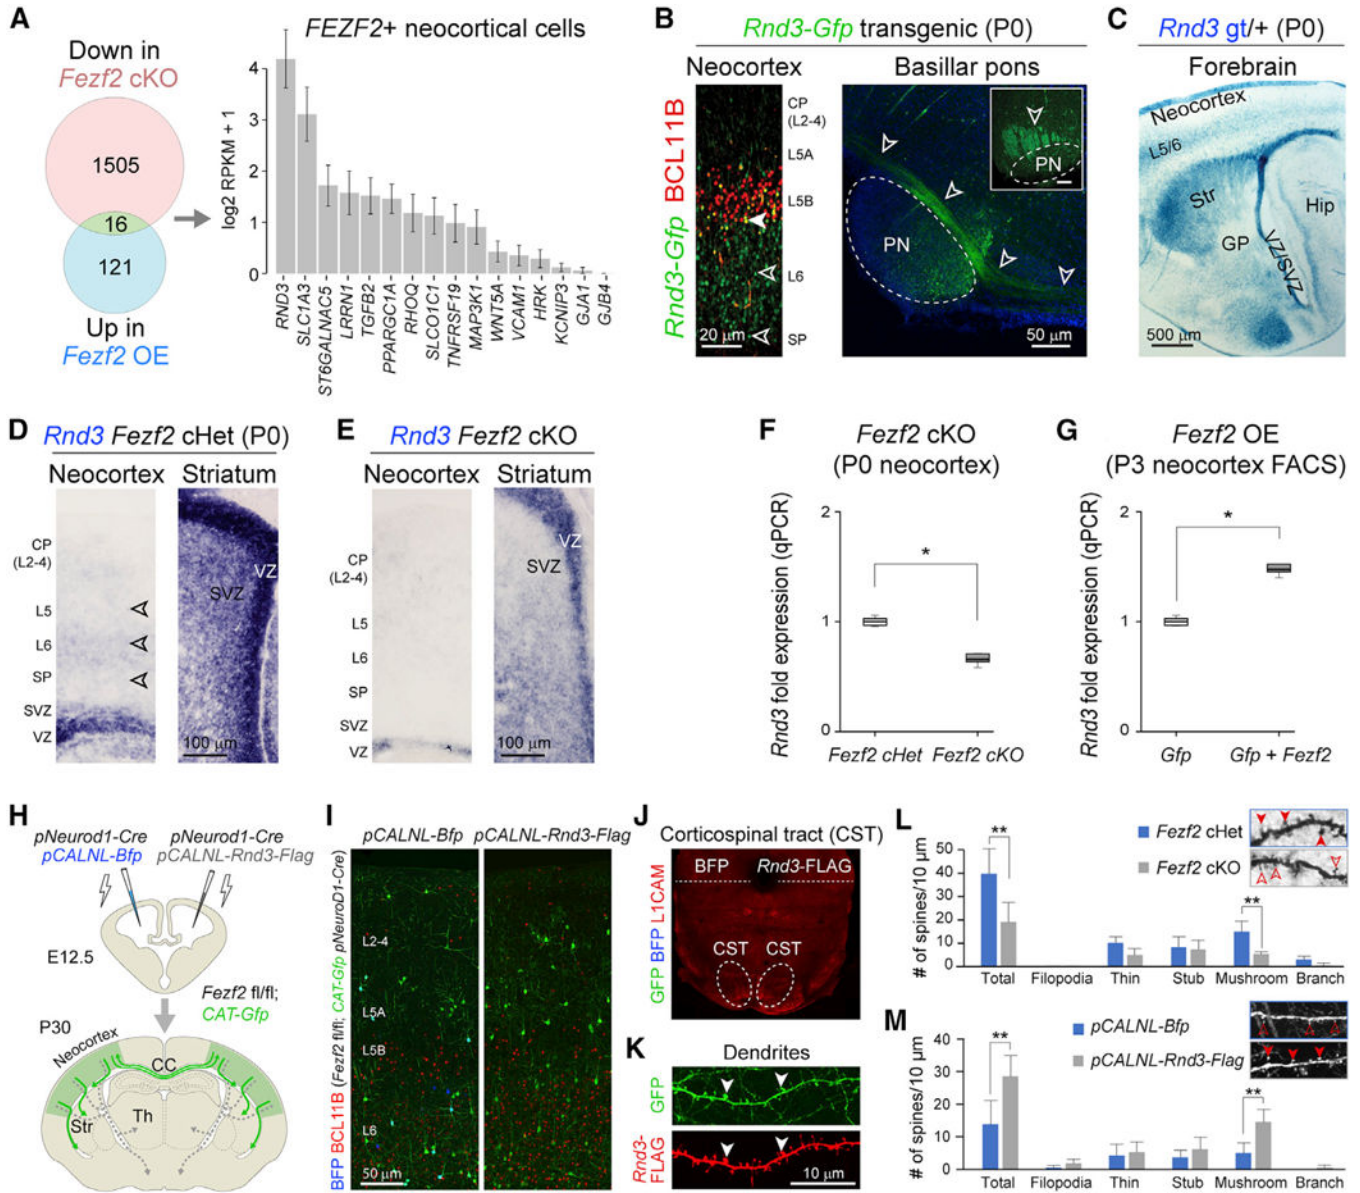 A
Down in
Fezf2 cKO
1505
16
121
Up in
Fezf2 OE
FEZF2+ neocortical cells
log2 RPKM + 1
4
3
2
1
0
RND3
SLC1A3
ST6GALNAC5
LRRN1
TGFB2
PPARGC1A
RHOQ
SLCO1C1
TNFRSF19
MAP3K1
WNT5A
VCAM1
HRK
KCNIP3
GJA1
GJB4
B
Rnd3-Gfp transgenic (P0)
Neocortex
Basillar pons
Rnd3-Gfp BCL11B
CP
(L2-4)
L5A
L5B
L6
SP
20 μm
PN
PN
50 μm
C
Rnd3 gt/+ (P0)
Forebrain
Neocortex
L5/6
Str
GP
Hip
VZ/SVZ
500 μm
D
Rnd3 Fezf2 cHet (P0)
Neocortex
Striatum
CP
(L2-4)
L5
L6
SP
SVZ
VZ
VZ
SVZ
100 μm
E
Rnd3 Fezf2 cKO
Neocortex
Striatum
CP
(L2-4)
L5
L6
SP
SVZ
VZ
VZ
SVZ
100 μm
F
Fezf2 cKO
(P0 neocortex)
Rnd3 fold expression (qPCR)
2
1
0
*
Fezf2 cHet
Fezf2 cKO
G
Fezf2 OE
(P3 neocortex FACS)
Rnd3 fold expression (qPCR)
2
1
0
*
Gfp
Gfp + Fezf2
H
pNeurod1-Cre
pCALNL-Bfp
pNeurod1-Cre
pCALNL-Rnd3-Flag
E12.5
Fezf2 fl/fl;
CAT-Gfp
P30
Neocortex
CC
Th
Str
I
pCALNL-Bfp
pCALNL-Rnd3-Flag
BFP BCL11B (Fezf2 fl/fl; CAT-Gfp pNeuroD1-Cre)
L2-4
L5A
L5B
L6
50 μm
J
Corticospinal tract (CST)
GFP BFP L1CAM
BFP
Rnd3-FLAG
CST
CST
K
Dendrites
GFP
Rnd3-
FLAG
10 μm
L
Fezf2 cHet
Fezf2 cKO
# of spines/10 μm
50
40
30
20
10
0
**
**
Total
Filopodia
Thin
Stub
Mushroom
Branch
M
pCALNL-Bfp
pCALNL-Rnd3-Flag
# of spines/10 μm
40
30
20
10
0
**
**
Total
Filopodia
Thin
Stub
Mushroom
Branch